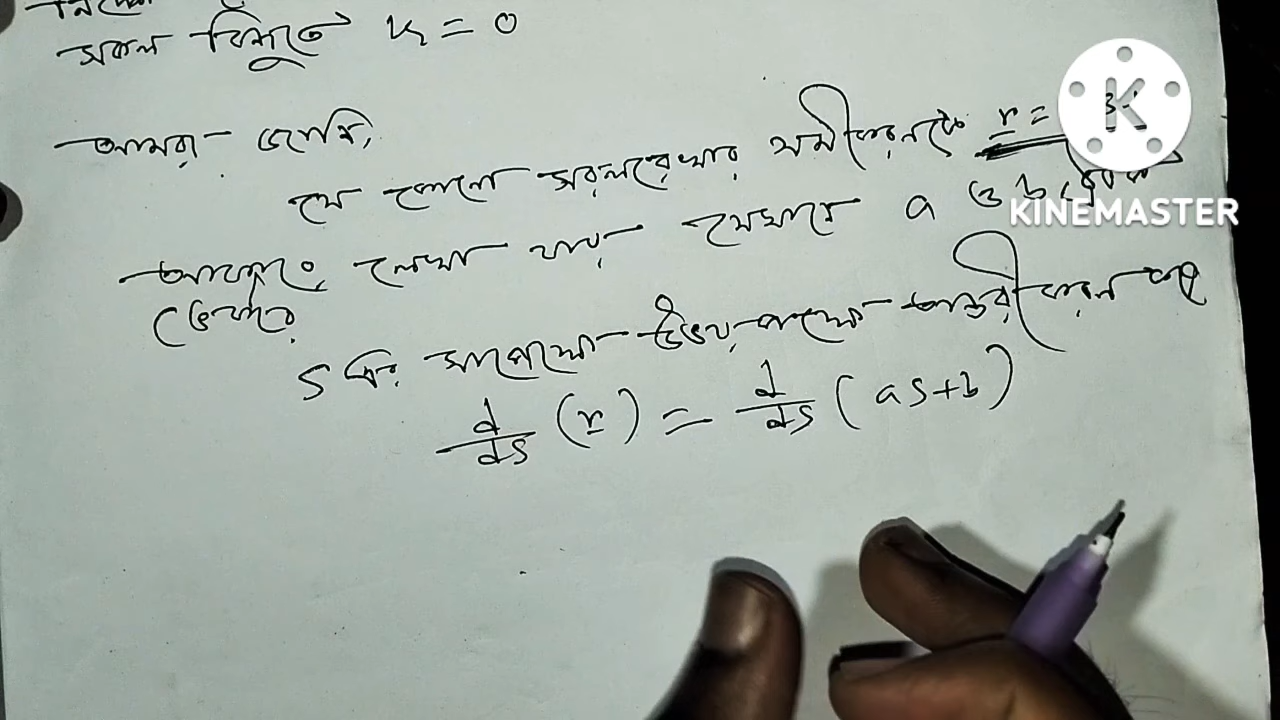 সকল বিন্দুতে κ = 0
আমরা জানি,
যে কোনো সরলরেখার সমীকরণকে r =
আকারে লেখা যায় যেখানে a ও b ধ্রুবক
ভেক্টর
s এর সাপেক্ষে উভয়পক্ষে অন্তরীকরণ করে
d/ds (r) = d/ds (as+b)
K
KINEMASTER